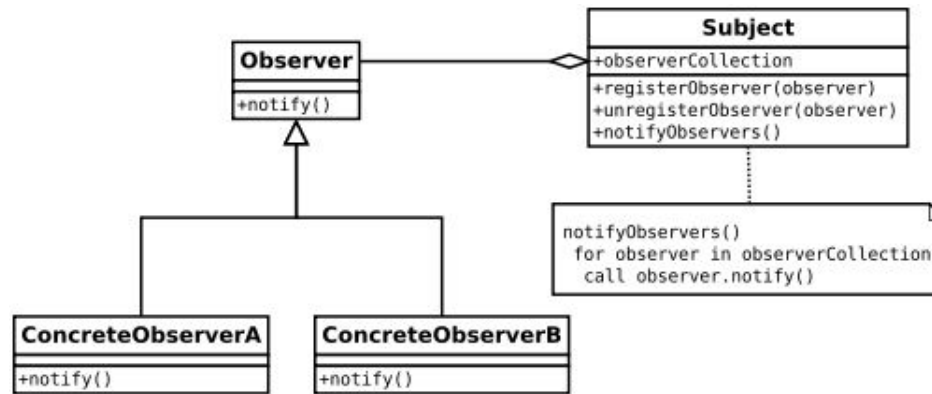 Observer
+notify()
Subject
+observerCollection
+registerObserver(observer)
+unregisterObserver(observer)
+notifyObservers()
notifyObservers()
for observer in observerCollection
call observer.notify()
ConcreteObserverA
+notify()
ConcreteObserverB
+notify()